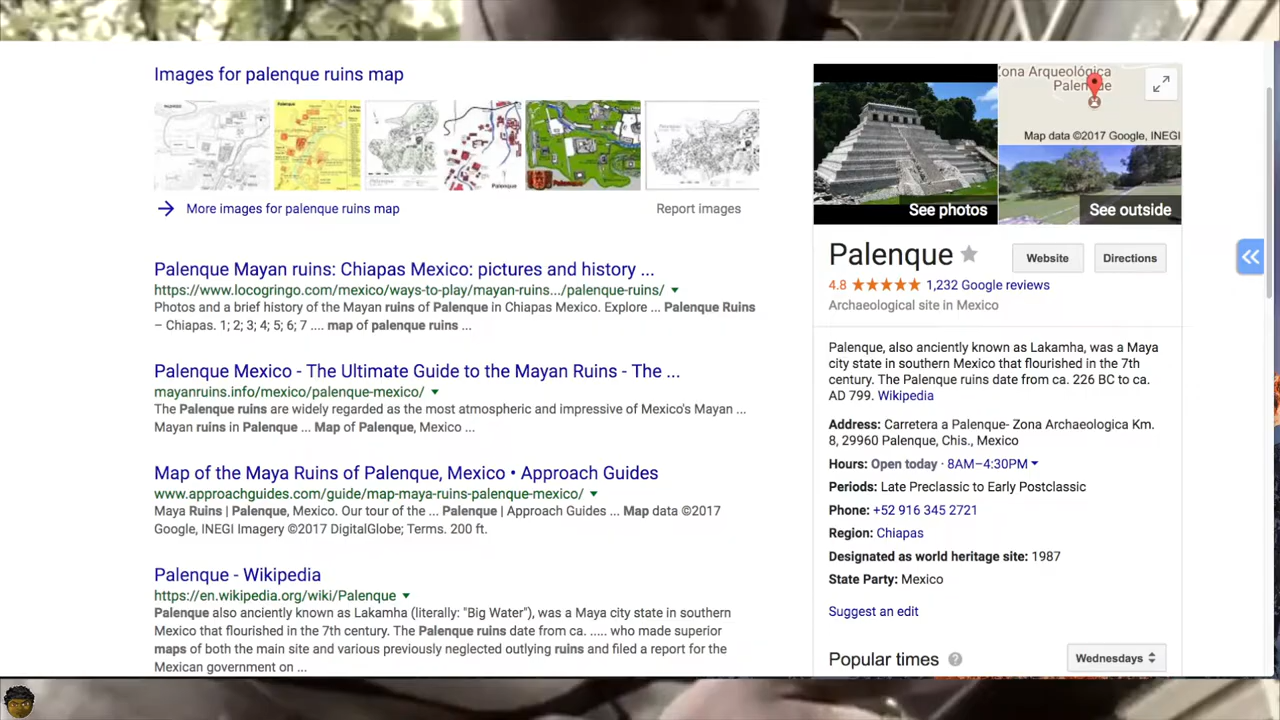 Images for palenque ruins map
More images for palenque ruins map
Report images
Palenque Mayan ruins: Chiapas Mexico: pictures and history ...
https://www.locogringo.com/mexico/ways-to-play/mayan-ruins.../palenque-ruins/
Photos and a brief history of the Mayan ruins of Palenque in Chiapas Mexico. Explore ... Palenque Ruins
– Chiapas. 1; 2; 3; 4; 5; 6; 7 .... map of palenque ruins ...
Palenque Mexico - The Ultimate Guide to the Mayan Ruins - The ...
mayanruins.info/mexico/palenque-mexico/
The Palenque ruins are widely regarded as the most atmospheric and impressive of Mexico's Mayan ...
Mayan ruins in Palenque ... Map of Palenque, Mexico ...
Map of the Maya Ruins of Palenque, Mexico • Approach Guides
www.approachguides.com/guide/map-maya-ruins-palenque-mexico/
Maya Ruins | Palenque, Mexico. Our tour of the ... Palenque | Approach Guides ... Map data ©2017
Google, INEGI Imagery ©2017 DigitalGlobe; Terms. 200 ft.
Palenque - Wikipedia
https://en.wikipedia.org/wiki/Palenque
Palenque also anciently known as Lakamha (literally: "Big Water"), was a Maya city state in southern
Mexico that flourished in the 7th century. The Palenque ruins date from ca. ..... who made superior
maps of both the main site and various previously neglected outlying ruins and filed a report for the
Mexican government on ...
Zona Arqueológica
Palenque
Map data ©2017 Google, INEGI
See photos
See outside
Palenque
Website
Directions
4.8
1,232 Google reviews
Archaeological site in Mexico
Palenque, also anciently known as Lakamha, was a Maya
city state in southern Mexico that flourished in the 7th
century. The Palenque ruins date from ca. 226 BC to ca.
AD 799. Wikipedia
Address: Carretera a Palenque- Zona Archaeologica Km.
8, 29960 Palenque, Chis., Mexico
Hours: Open today · 8AM–4:30PM
Periods: Late Preclassic to Early Postclassic
Phone: +52 916 345 2721
Region: Chiapas
Designated as world heritage site: 1987
State Party: Mexico
Suggest an edit
Popular times
Wednesdays